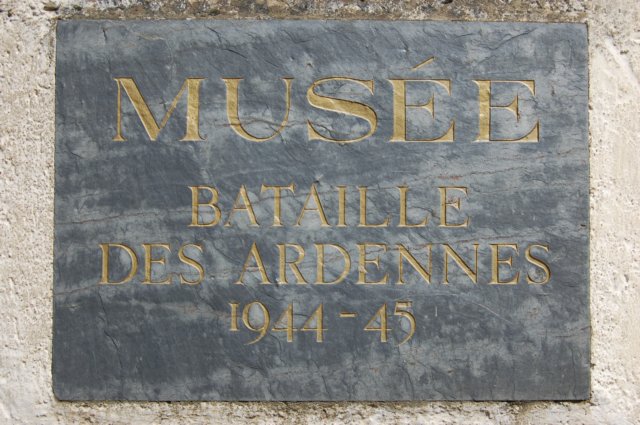 MUSÉE
BATAILLE
DES ARDENNES
1944-45